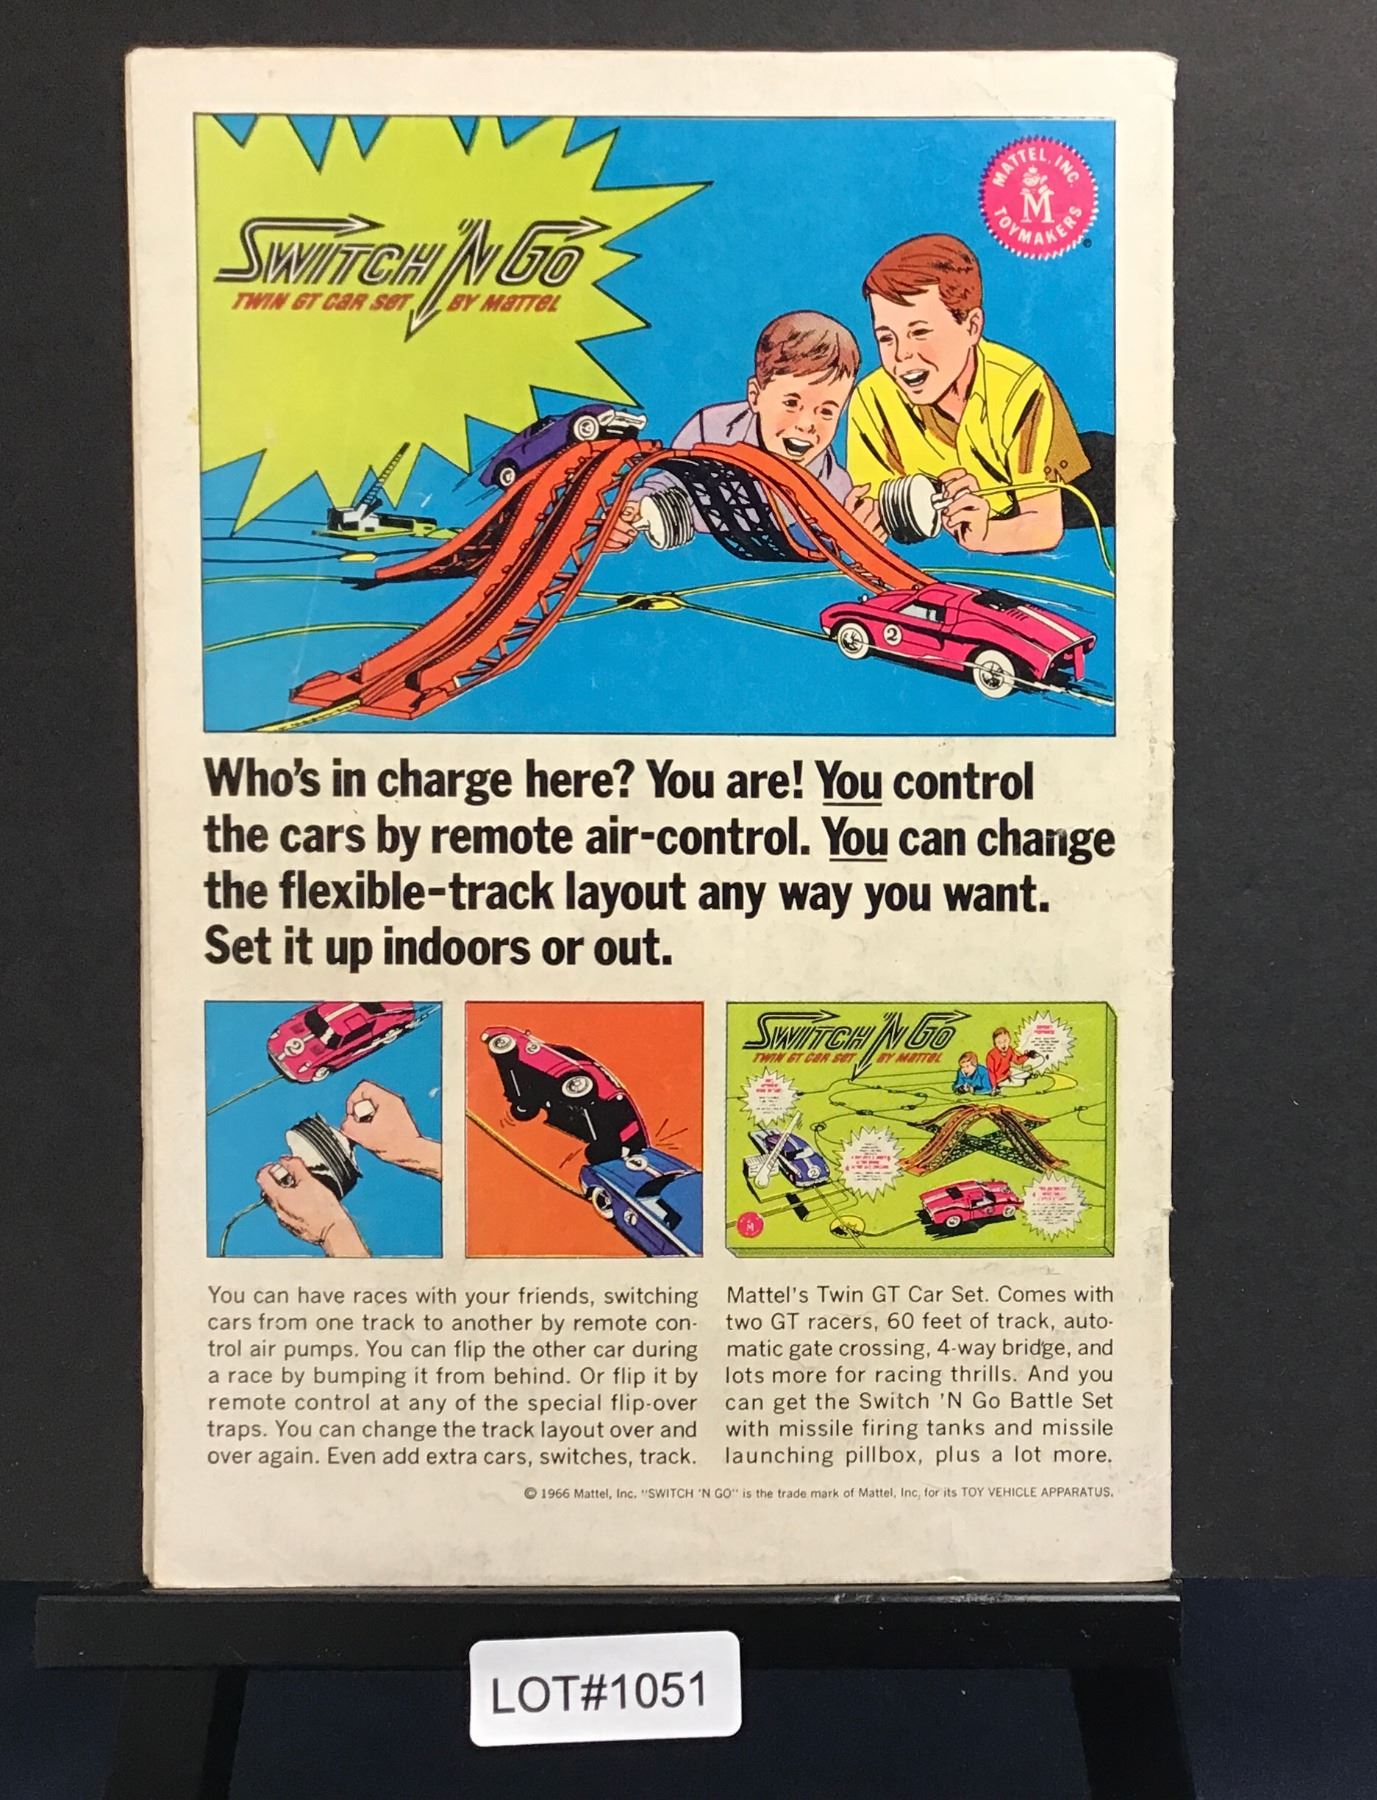 SWITCH 'N GO
TWIN GT CAR SET BY MATTEL
MATTEL, INC.
M
TOYMAKERS
®
2
Who's in charge here? You are! You control
the cars by remote air-control. You can change
the flexible-track layout any way you want.
Set it up indoors or out.
2
SWITCH 'N GO
TWIN GT CAR SET BY MATTEL
2
M
You can have races with your friends, switching
cars from one track to another by remote con-
trol air pumps. You can flip the other car during
a race by bumping it from behind. Or flip it by
remote control at any of the special flip-over
traps. You can change the track layout over and
over again. Even add extra cars, switches, track.
Mattel's Twin GT Car Set. Comes with
two GT racers, 60 feet of track, auto-
matic gate crossing, 4-way bridge, and
lots more for racing thrills. And you
can get the Switch 'N Go Battle Set
with missile firing tanks and missile
launching pillbox, plus a lot more.
© 1966 Mattel, Inc. "SWITCH 'N GO" is the trade mark of Mattel, Inc. for its TOY VEHICLE APPARATUS.
LOT#1051